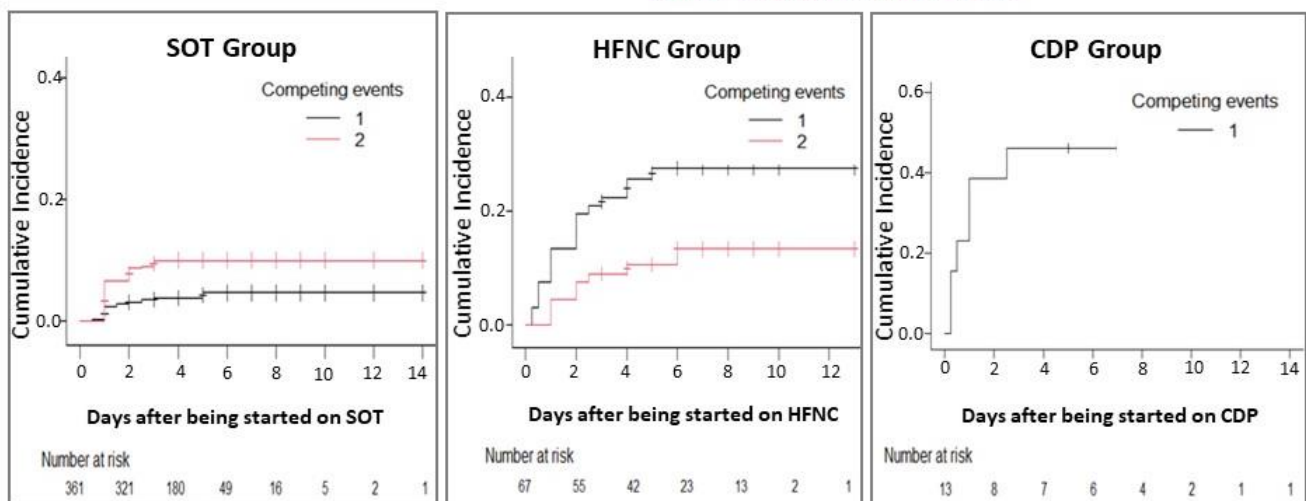 SOT Group
Competing events
1
2
0.4
0.2
0.0
Cumulative Incidence
0 2 4 6 8 10 12 14
Days after being started on SOT
Number at risk
361 321 180 49 16 5 2 1
HFNC Group
Competing events
1
2
0.4
0.2
0.0
Cumulative Incidence
0 2 4 6 8 10 12
Days after being started on HFNC
Number at risk
67 55 42 23 13 2 1
CDP Group
Competing events
1
0.6
0.4
0.2
0.0
Cumulative Incidence
0 2 4 6 8 10 12 14
Days after being started on CDP
Number at risk
13 8 7 6 4 2 1 1